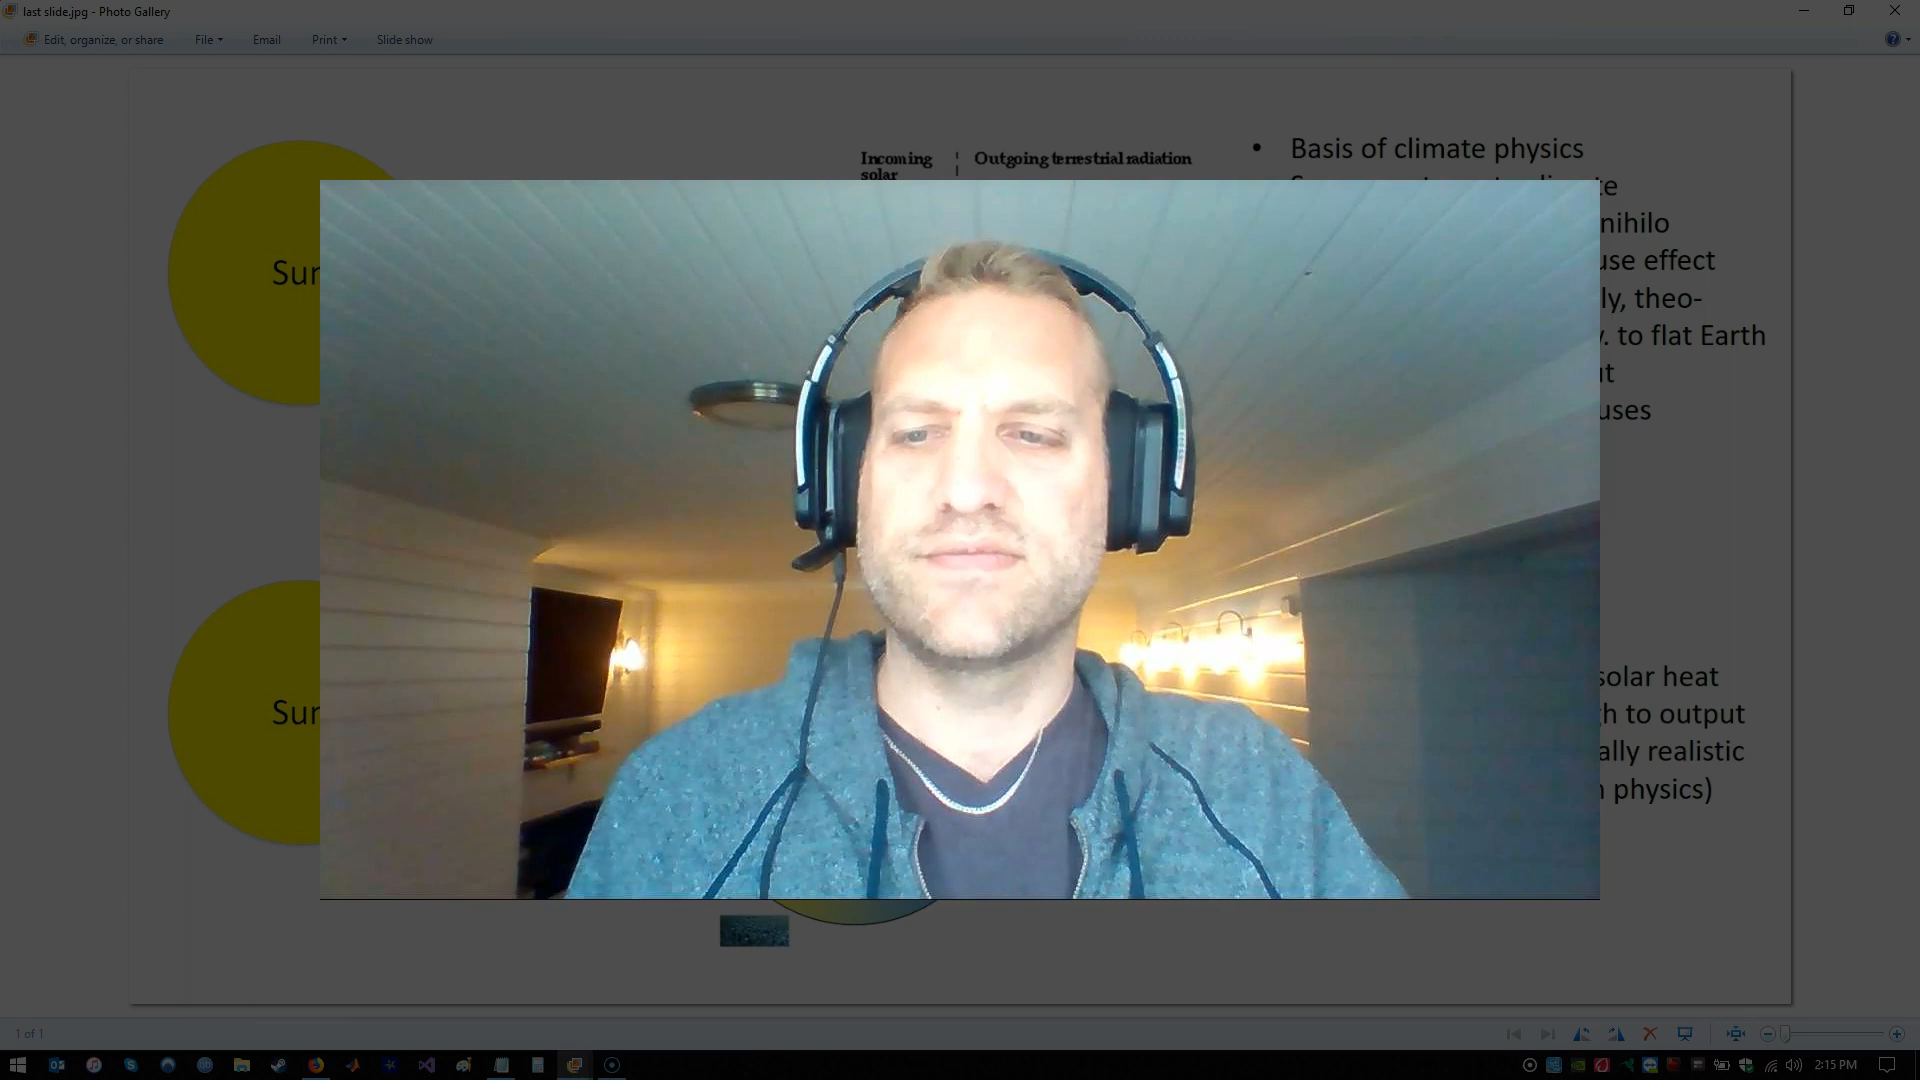 last slide.jpg - Photo Gallery
Edit, organize, or share File Email Print Slide show
Incoming
solar
Outgoing terrestrial radiation
• Basis of climate physics
nihilo
use effect
ly, theo-
. to flat Earth
uses
Sun
Sun
solar heat
h to output
ally realistic
physics)
1 of 1
2:15 PM